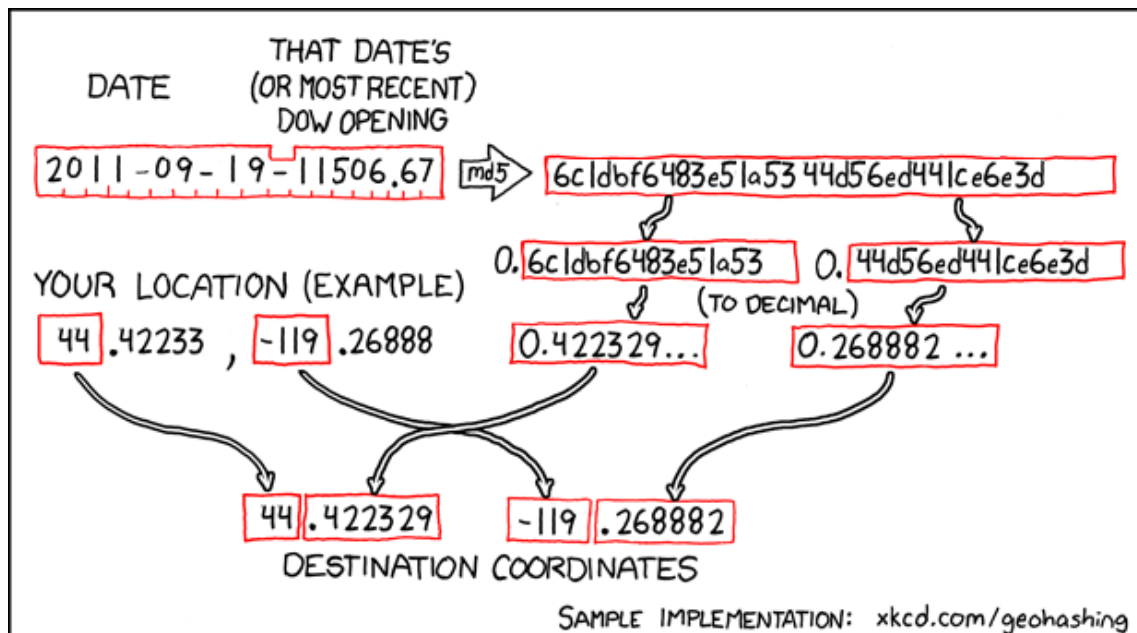 DATE
THAT DATE'S
(OR MOST RECENT)
DOW OPENING
2011-09-19-11506.67
md5
6c1dbf6483e51a5344d56ed441ce6e3d
0.6c1dbf6483e51a53
0.44d56ed441ce6e3d
YOUR LOCATION (EXAMPLE)
(TO DECIMAL)
44.42233, -119.26888
0.422329...
0.268882...
44.422329
-119.268882
DESTINATION COORDINATES
SAMPLE IMPLEMENTATION: xkcd.com/geohashing